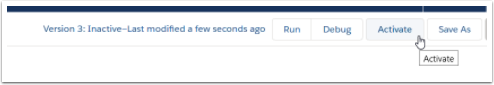 Version 3: Inactive–Last modified a few seconds ago Run Debug Activate Save As
Activate